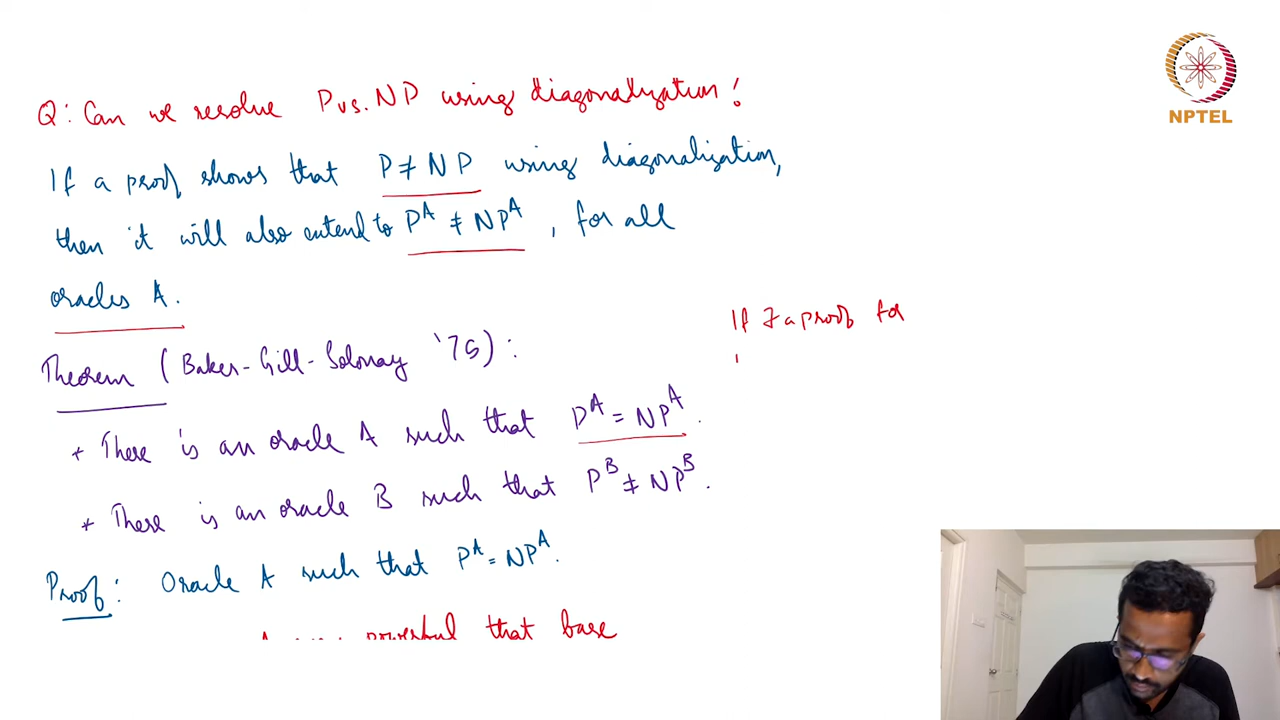 Q: Can we resolve P vs. NP using diagonalization?
If a proof shows that P ≠ NP using diagonalization,
then it will also extend to P^A ≠ NP^A, for all
oracles A.
Theorem (Baker-Gill-Solovay '75):
* There is an oracle A such that P^A = NP^A.
* There is an oracle B such that P^B ≠ NP^B.
Proof: Oracle A such that P^A = NP^A.
powerful that base
If ∃ a proof for
NPTEL